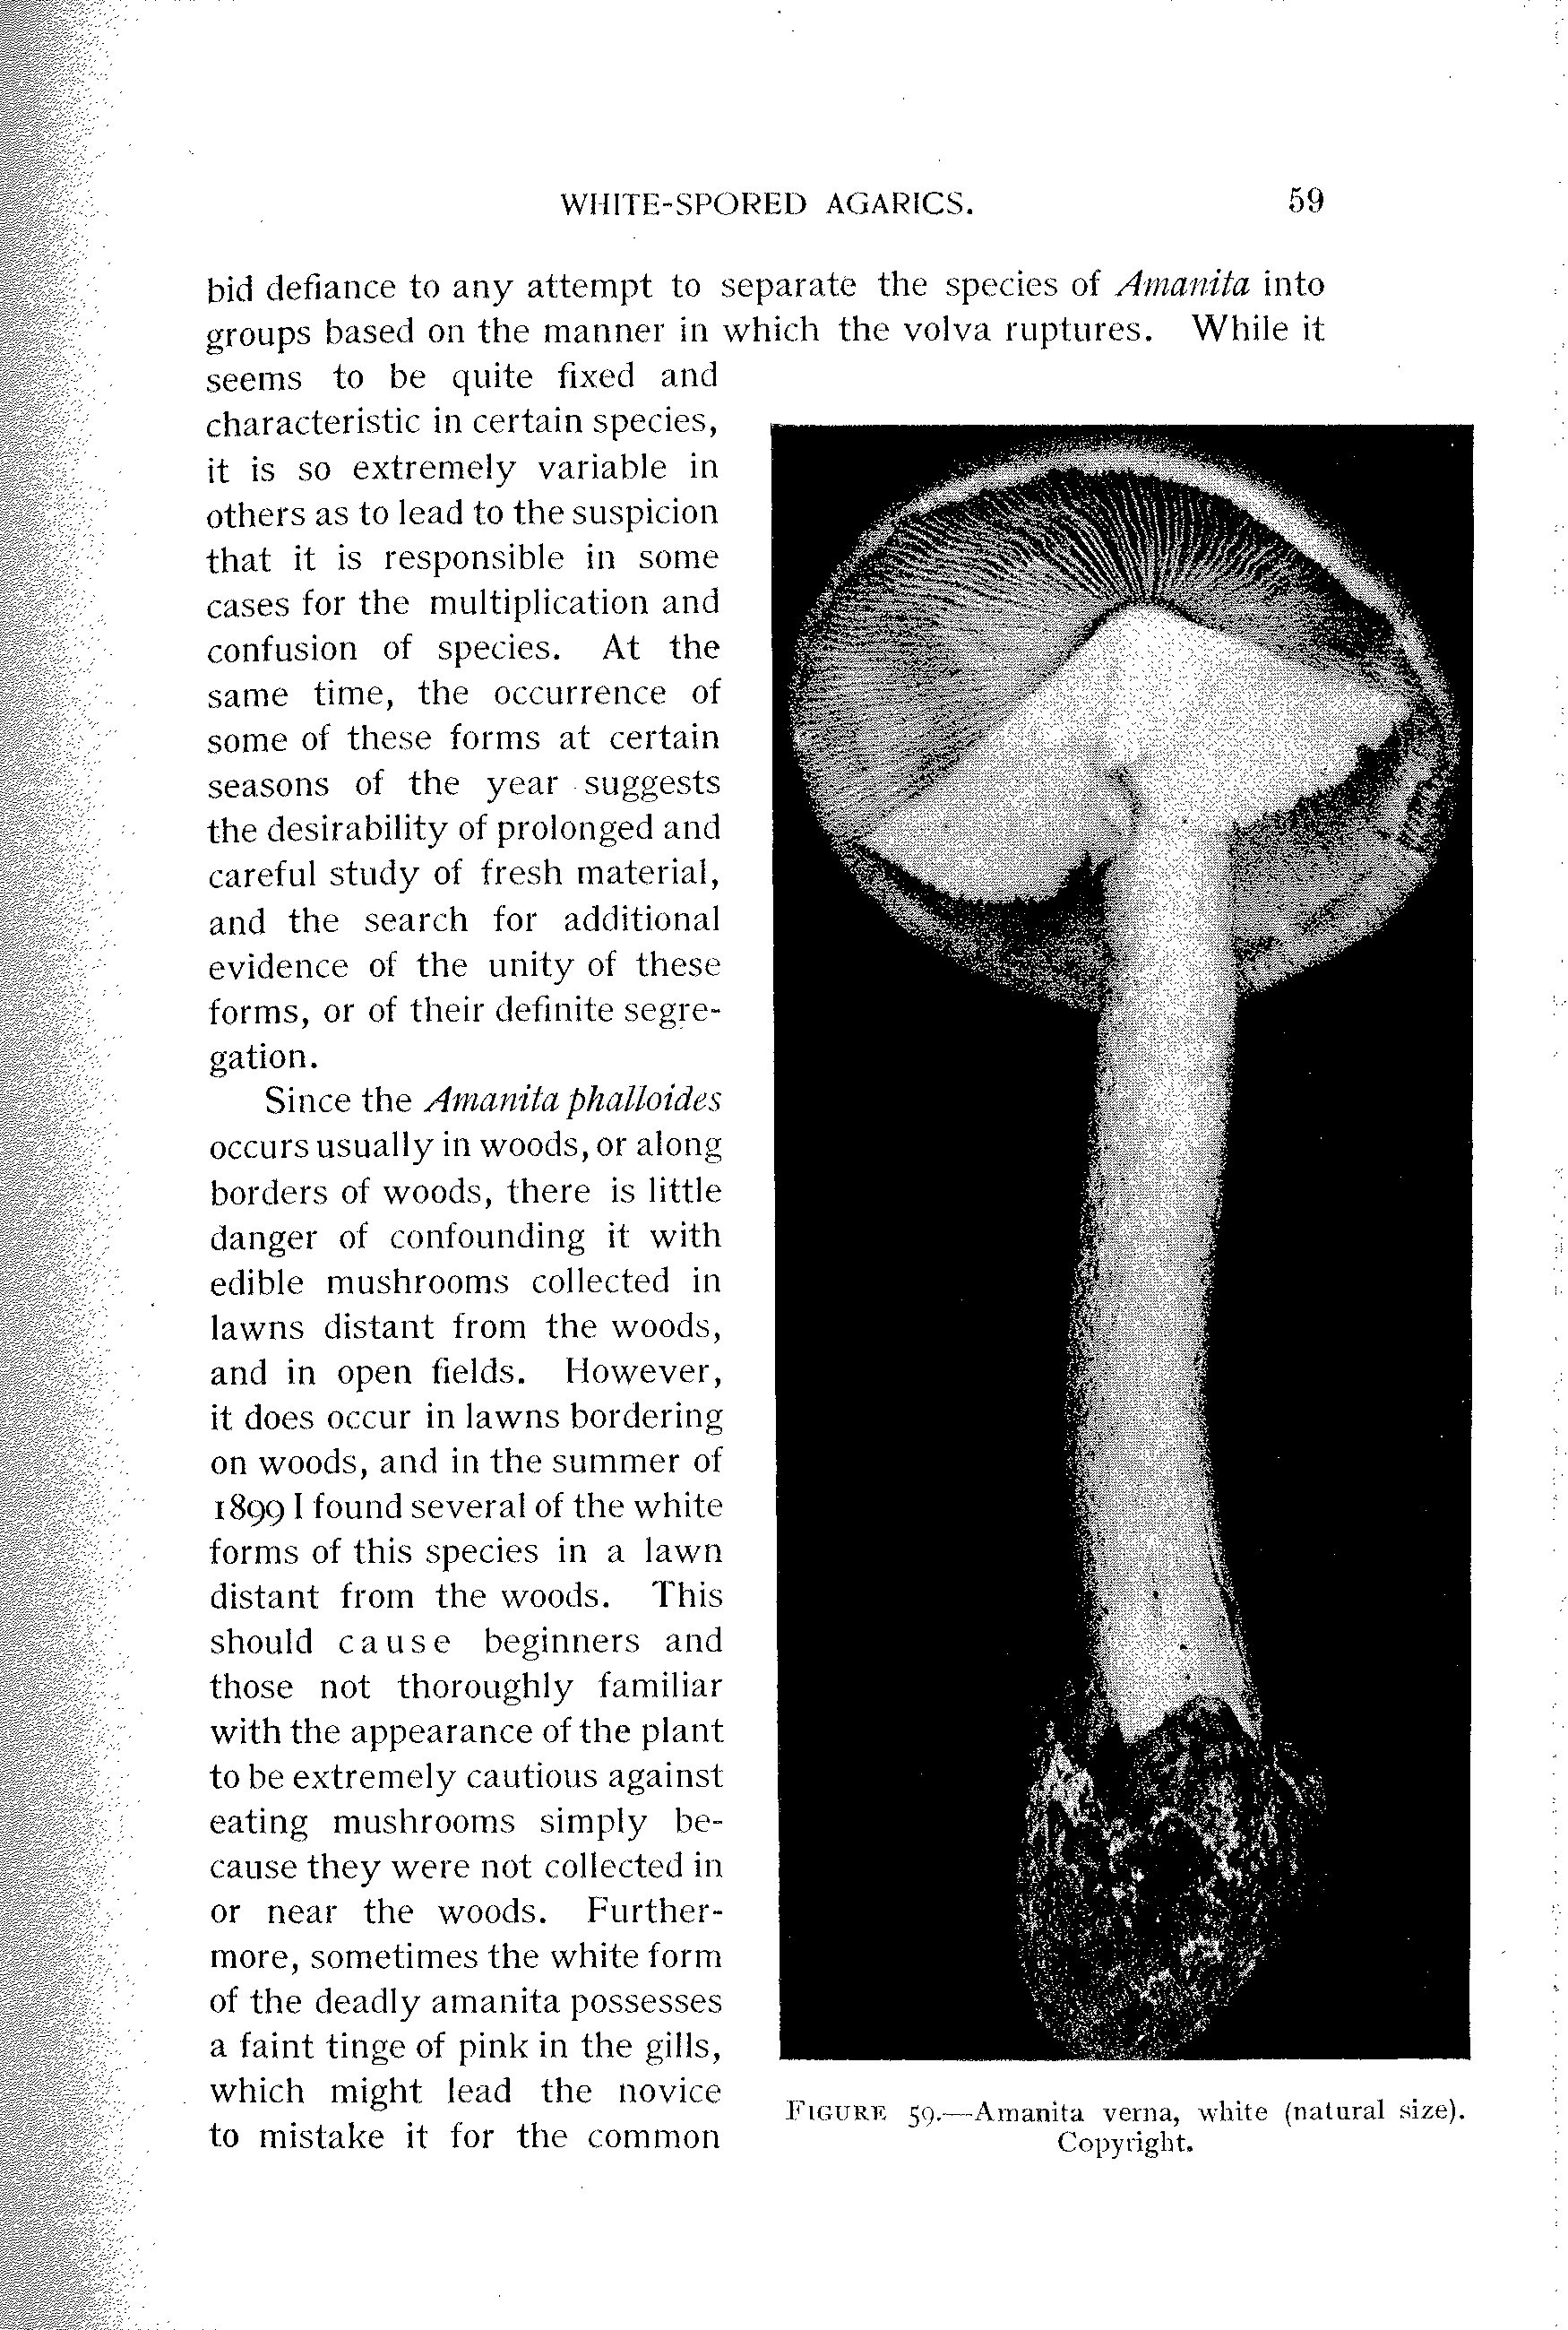 WHITE-SPORED AGARICS. 59
bid defiance to any attempt to separate the species of Amanita into
groups based on the manner in which the volva ruptures. While it
seems to be quite fixed and
characteristic in certain species,
it is so extremely variable in
others as to lead to the suspicion
that it is responsible in some
cases for the multiplication and
confusion of species. At the
same time, the occurrence of
some of these forms at certain
seasons of the year suggests
the desirability of prolonged and
careful study of fresh material,
and the search for additional
evidence of the unity of these
forms, or of their definite segre-
gation.
Since the Amanita phalloides
occurs usually in woods, or along
borders of woods, there is little
danger of confounding it with
edible mushrooms collected in
lawns distant from the woods,
and in open fields. However,
it does occur in lawns bordering
on woods, and in the summer of
1899 I found several of the white
forms of this species in a lawn
distant from the woods. This
should cause beginners and
those not thoroughly familiar
with the appearance of the plant
to be extremely cautious against
eating mushrooms simply be-
cause they were not collected in
or near the woods. Further-
more, sometimes the white form
of the deadly amanita possesses
a faint tinge of pink in the gills,
which might lead the novice
to mistake it for the common
FIGURE 59.—Amanita verna, white (natural size).
Copyright.